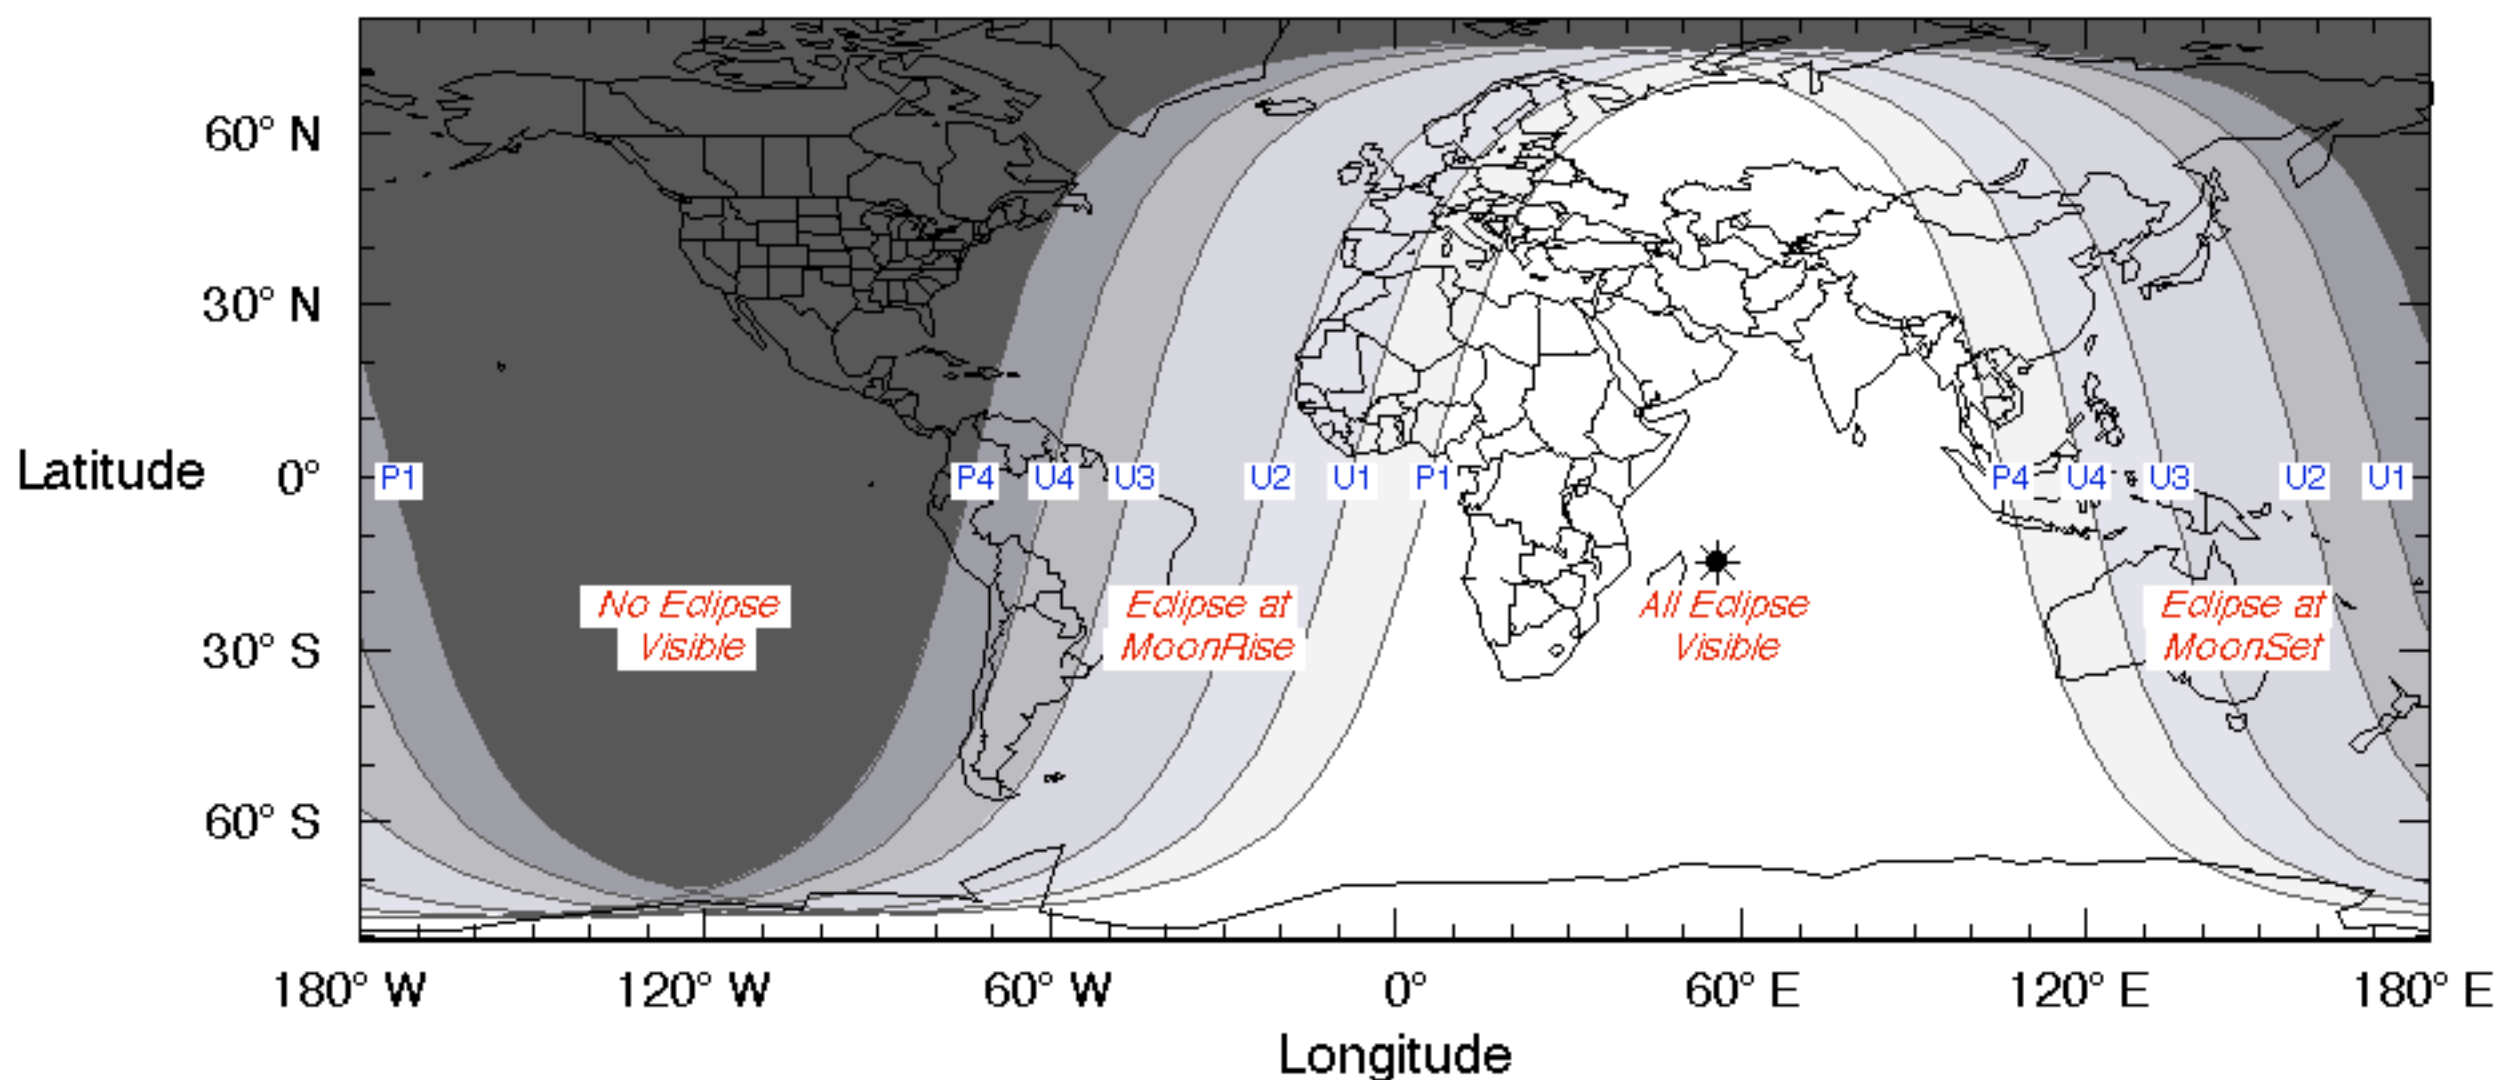 60° N
30° N
Latitude 0°
P1 P4 U4 U3 U2 U1 P1 P4 U4 U3 U2 U1
No Eclipse
Visible
Eclipse at
MoonRise
All Eclipse
Visible
Eclipse at
MoonSet
30° S
60° S
180° W 120° W 60° W 0° 60° E 120° E 180° E
Longitude